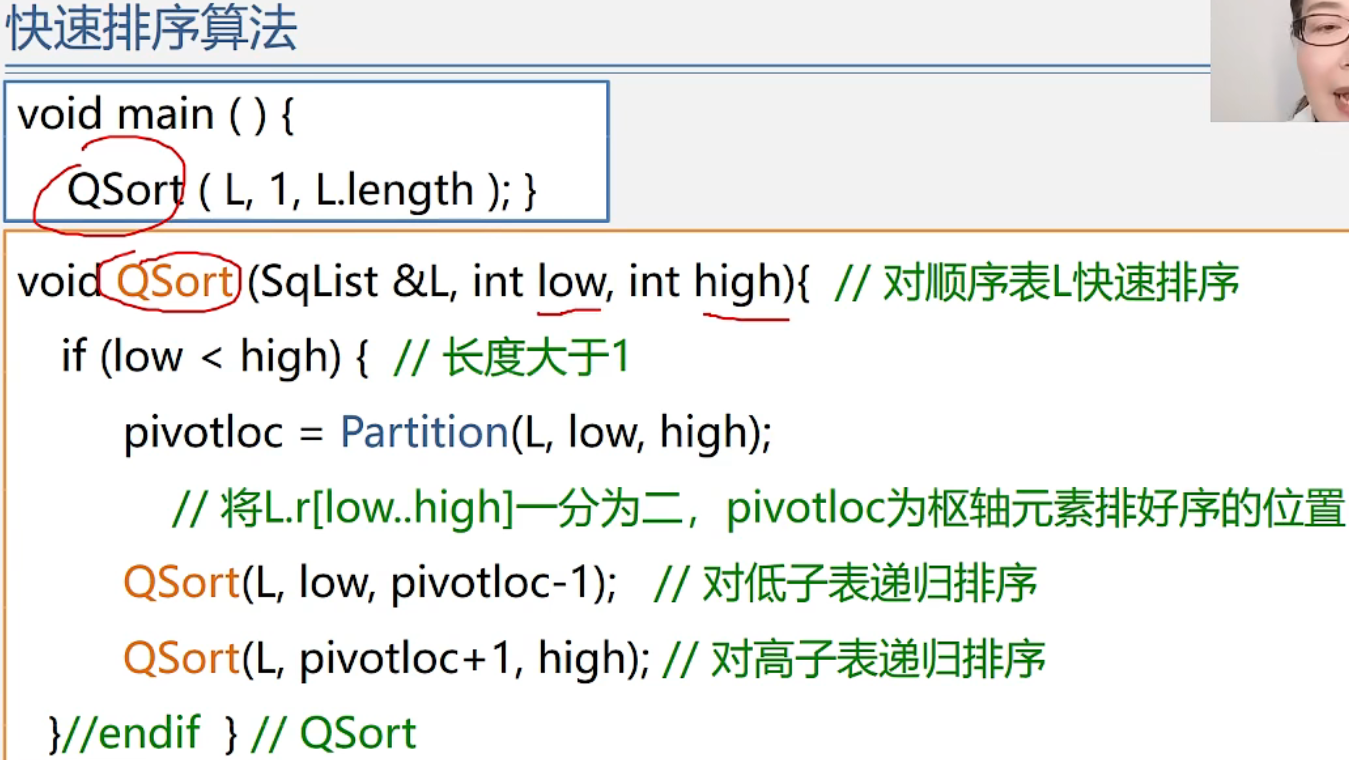 快速排序算法
void main ( ) {
QSort ( L, 1, L.length ); }
void QSort (SqList &L, int low, int high){ // 对顺序表L快速排序
if (low < high) { // 长度大于1
pivotloc = Partition(L, low, high);
// 将L.r[low..high]一分为二，pivotloc为枢轴元素排好序的位置
QSort(L, low, pivotloc-1); // 对低子表递归排序
QSort(L, pivotloc+1, high); // 对高子表递归排序
}//endif } // QSort